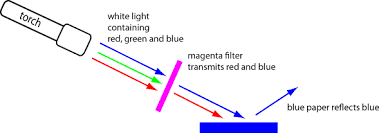 torch
white light
containing
red, green and blue
magenta filter
transmits red and blue
blue paper reflects blue